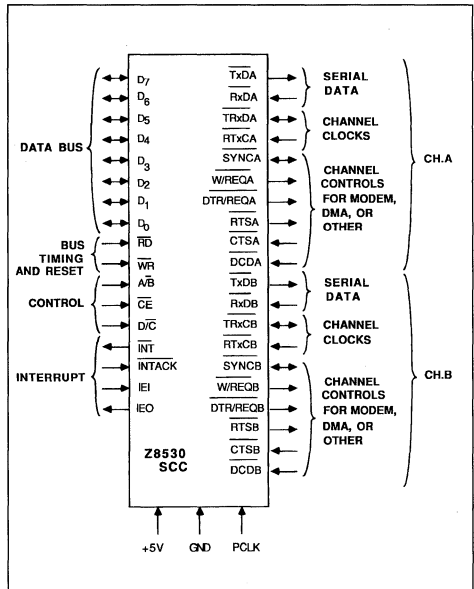 DATA BUS
BUS
TIMING
AND RESET
CONTROL
INTERRUPT
D7
D6
D5
D4
D3
D2
D1
D0
RD
WR
A/B
CE
D/C
INT
INTACK
IEI
IEO
TxDA
RxDA
TRxDA
RTxCA
SYNCA
W/REQA
DTR/REQA
RTSA
CTSA
DCDA
TxDB
RxDB
TRxCB
RTxCB
SYNCB
W/REQB
DTR/REQB
RTSB
CTSB
DCDB
Z8530
SCC
SERIAL
DATA
CHANNEL
CLOCKS
CHANNEL
CONTROLS
FOR MODEM,
DMA, OR
OTHER
CH.A
SERIAL
DATA
CHANNEL
CLOCKS
CHANNEL
CONTROLS
FOR MODEM,
DMA, OR
OTHER
CH.B
+5V GND PCLK